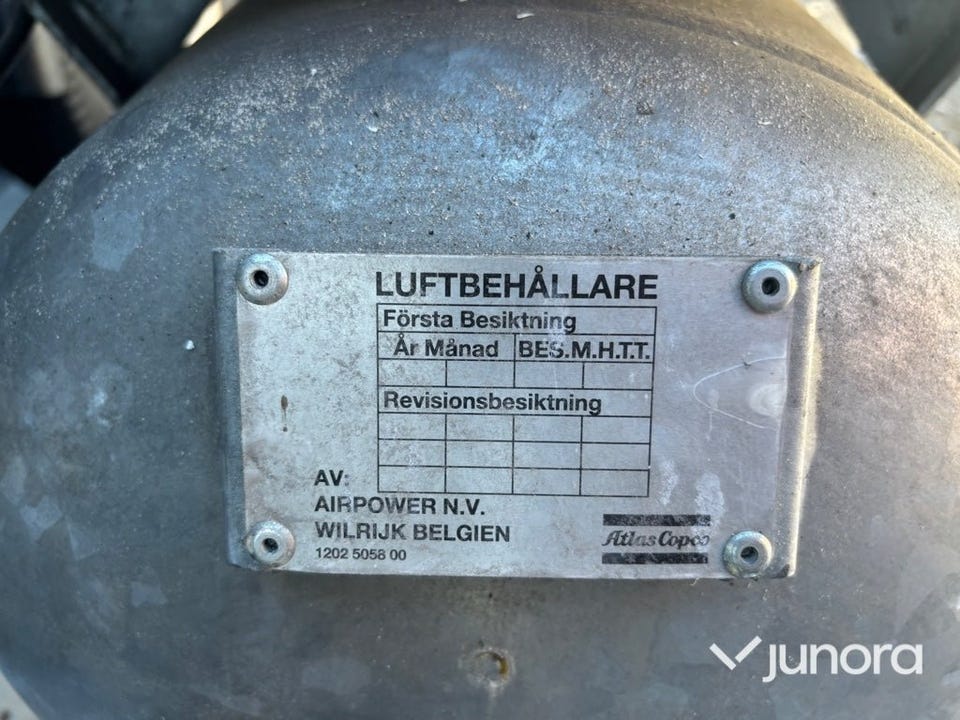 LUFTBEHÅLLARE
Första Besiktning
År Månad BES.M.H.T.T.
Revisionsbesiktning
AV:
AIRPOWER N.V.
WILRIJK BELGIEN
1202 5058 00
Atlas Copco
junora